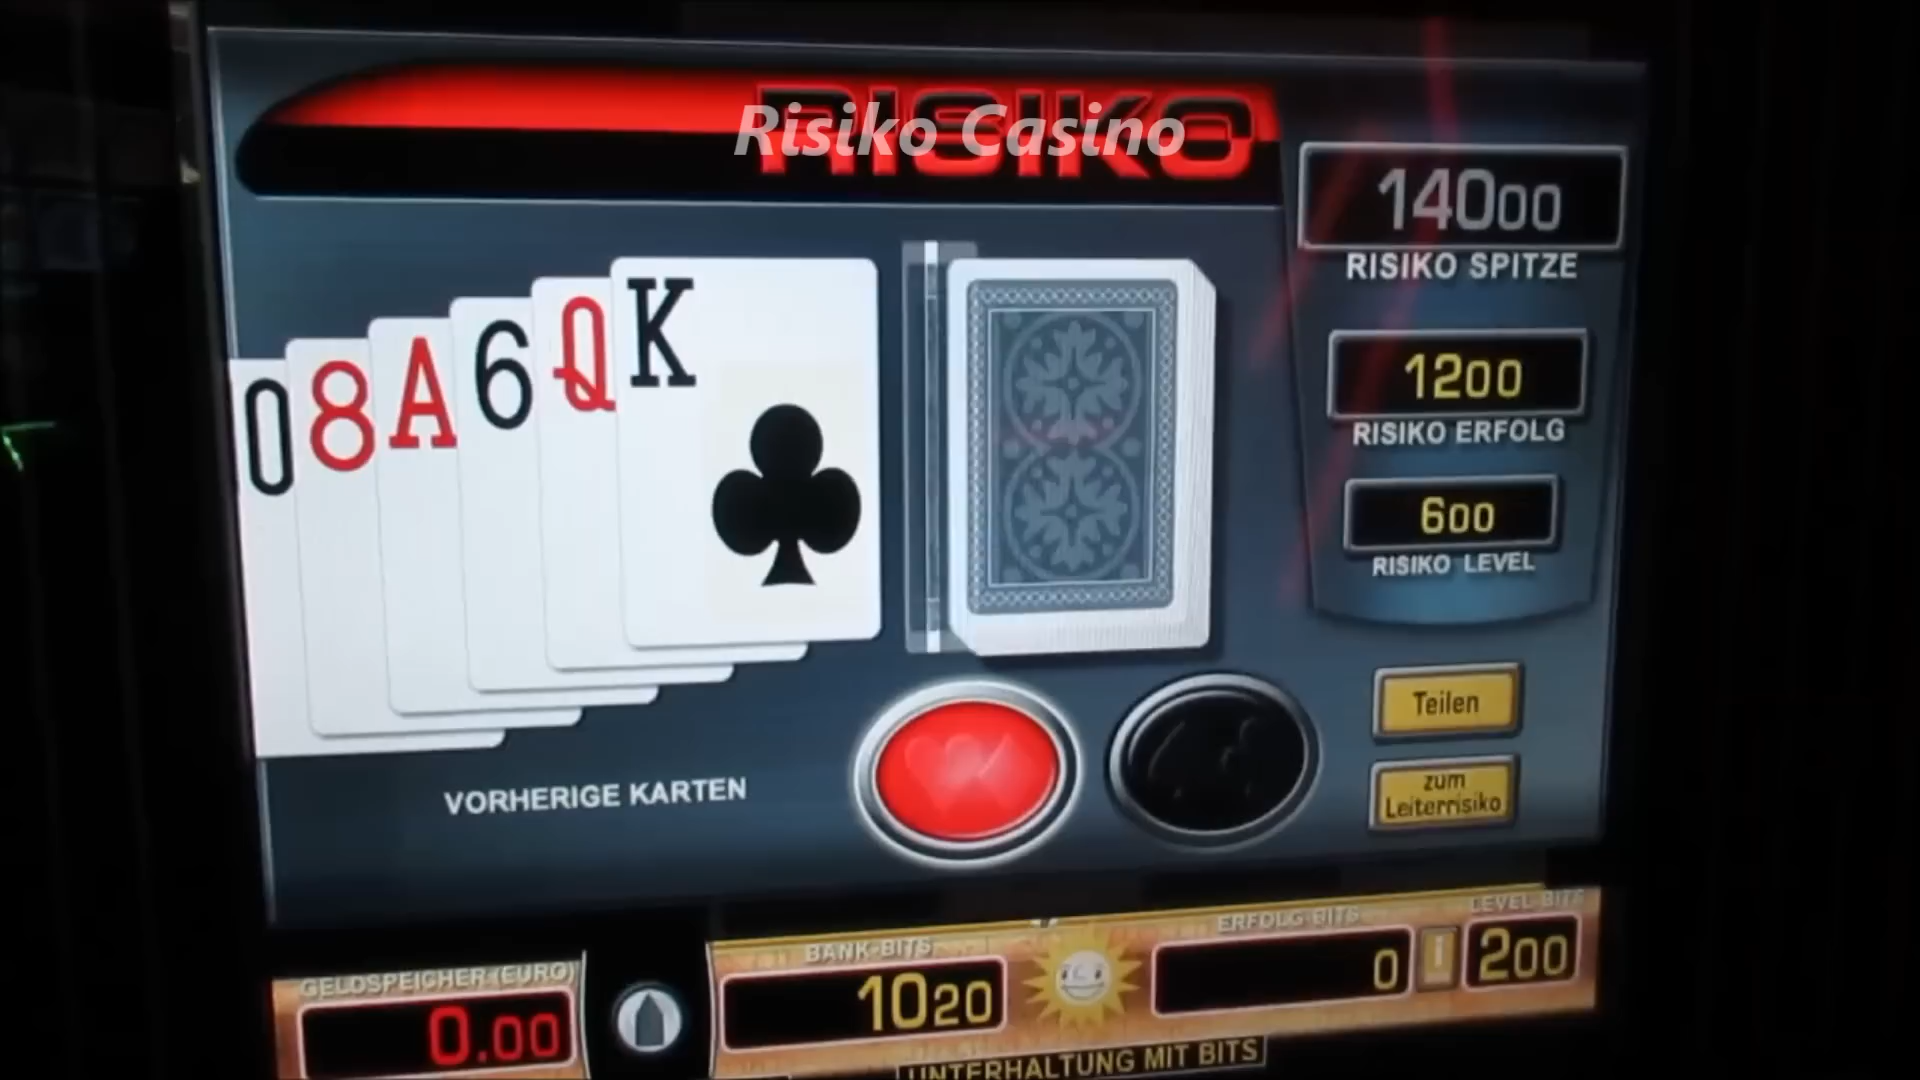 RISIKO
Risiko Casino
14000
RISIKO SPITZE
0 8 A 6 Q K
1200
RISIKO ERFOLG
600
RISIKO LEVEL
Teilen
zum
Leiterrisiko
VORHERIGE KARTEN
GELDSPEICHER (EURO)
0.00
BANK-BITS
1020
ERFOLG-BITS
0
LEVEL-BITS
200
UNTERHALTUNG MIT BITS